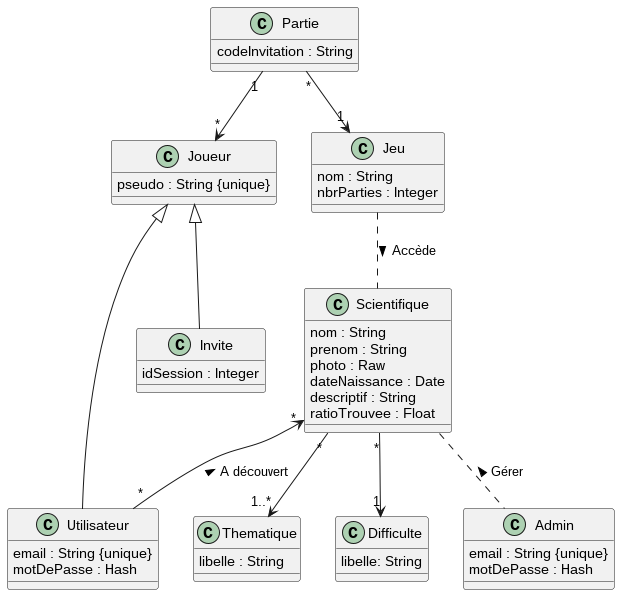 C Partie
codeInvitation : String
1
*
*
1
C Joueur
pseudo : String {unique}
C Jeu
nom : String
nbrParties : Integer
Accède
C Scientifique
nom : String
prenom : String
photo : Raw
dateNaissance : Date
descriptif : String
ratioTrouvee : Float
C Invite
idSession : Integer
*
*
*
*
A découvert
Gérer
1..*
1
C Utilisateur
email : String {unique}
motDePasse : Hash
C Thematique
libelle : String
C Difficulte
libelle: String
C Admin
email : String {unique}
motDePasse : Hash